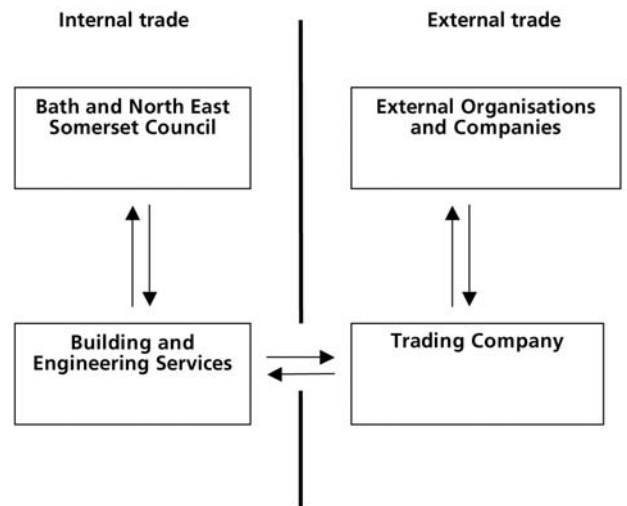 Internal trade
External trade
Bath and North East
Somerset Council
External Organisations
and Companies
Building and
Engineering Services
Trading Company